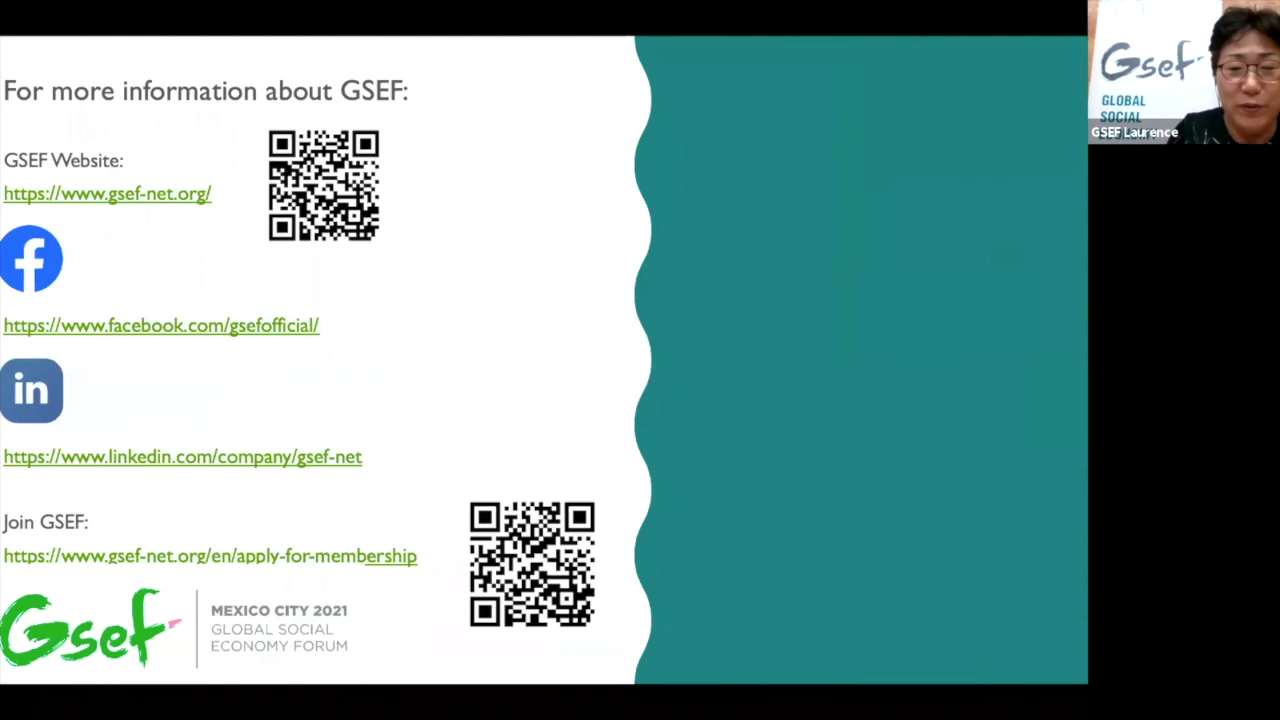 For more information about GSEF:
GSEF Website:
https://www.gsef-net.org/
f
https://www.facebook.com/gsefofficial/
in
https://www.linkedin.com/company/gsef-net
Join GSEF:
https://www.gsef-net.org/en/apply-for-membership
Gsef
MEXICO CITY 2021
GLOBAL SOCIAL
ECONOMY FORUM
Gsef
GLOBAL
SOCIAL
GSEF Laurence